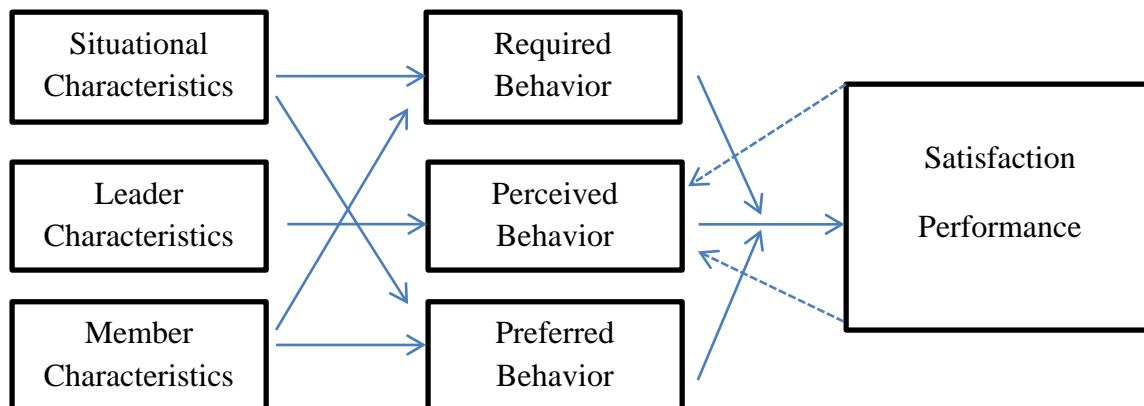 Situational
Characteristics
Required
Behavior
Satisfaction
Performance
Leader
Characteristics
Perceived
Behavior
Member
Characteristics
Preferred
Behavior